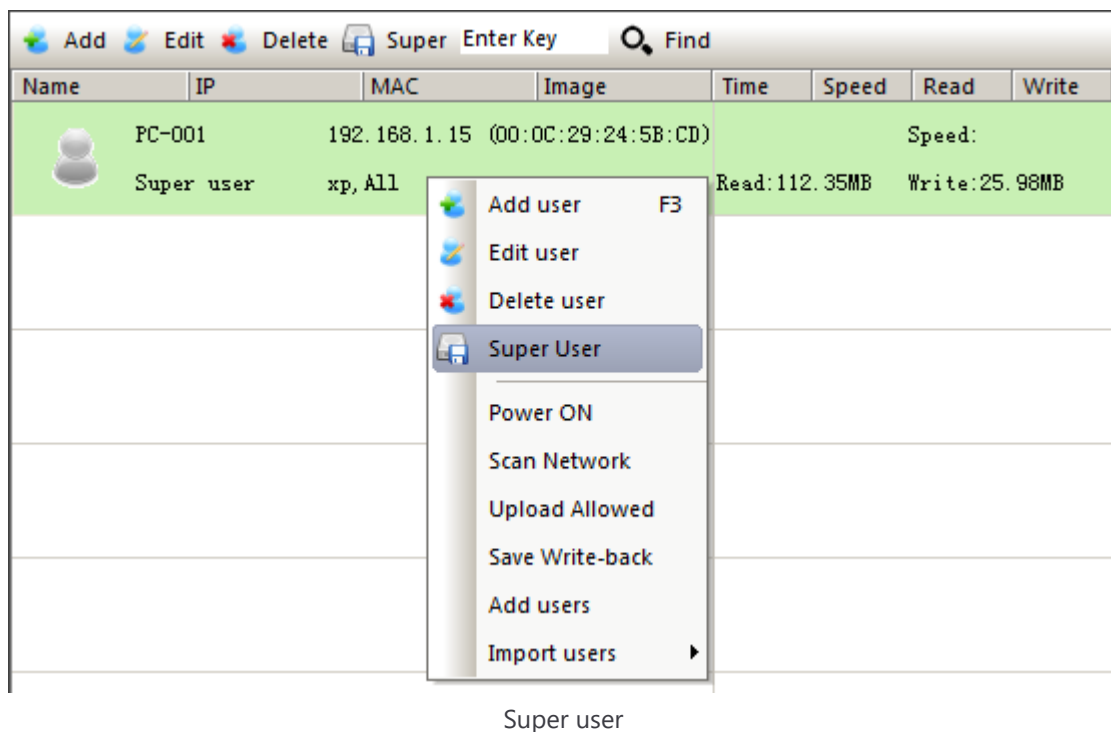 Add Edit Delete Super Enter Key Find
Name IP MAC Image Time Speed Read Write
PC-001 192.168.1.15 (00:0C:29:24:5B:CD) Speed:
Super user xp,All Read:112.35MB Write:25.98MB
Add user F3
Edit user
Delete user
Super User
Power ON
Scan Network
Upload Allowed
Save Write-back
Add users
Import users
Super user